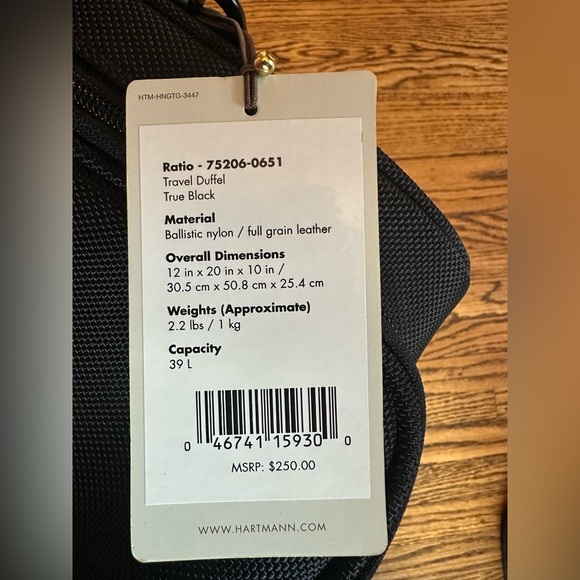 HTM-HNGTG-3447
Ratio - 75206-0651
Travel Duffel
True Black
Material
Ballistic nylon / full grain leather
Overall Dimensions
12 in x 20 in x 10 in /
30.5 cm x 50.8 cm x 25.4 cm
Weights (Approximate)
2.2 lbs / 1 kg
Capacity
39 L
0 46741 15930 0
MSRP: $250.00
WWW.HARTMANN.COM